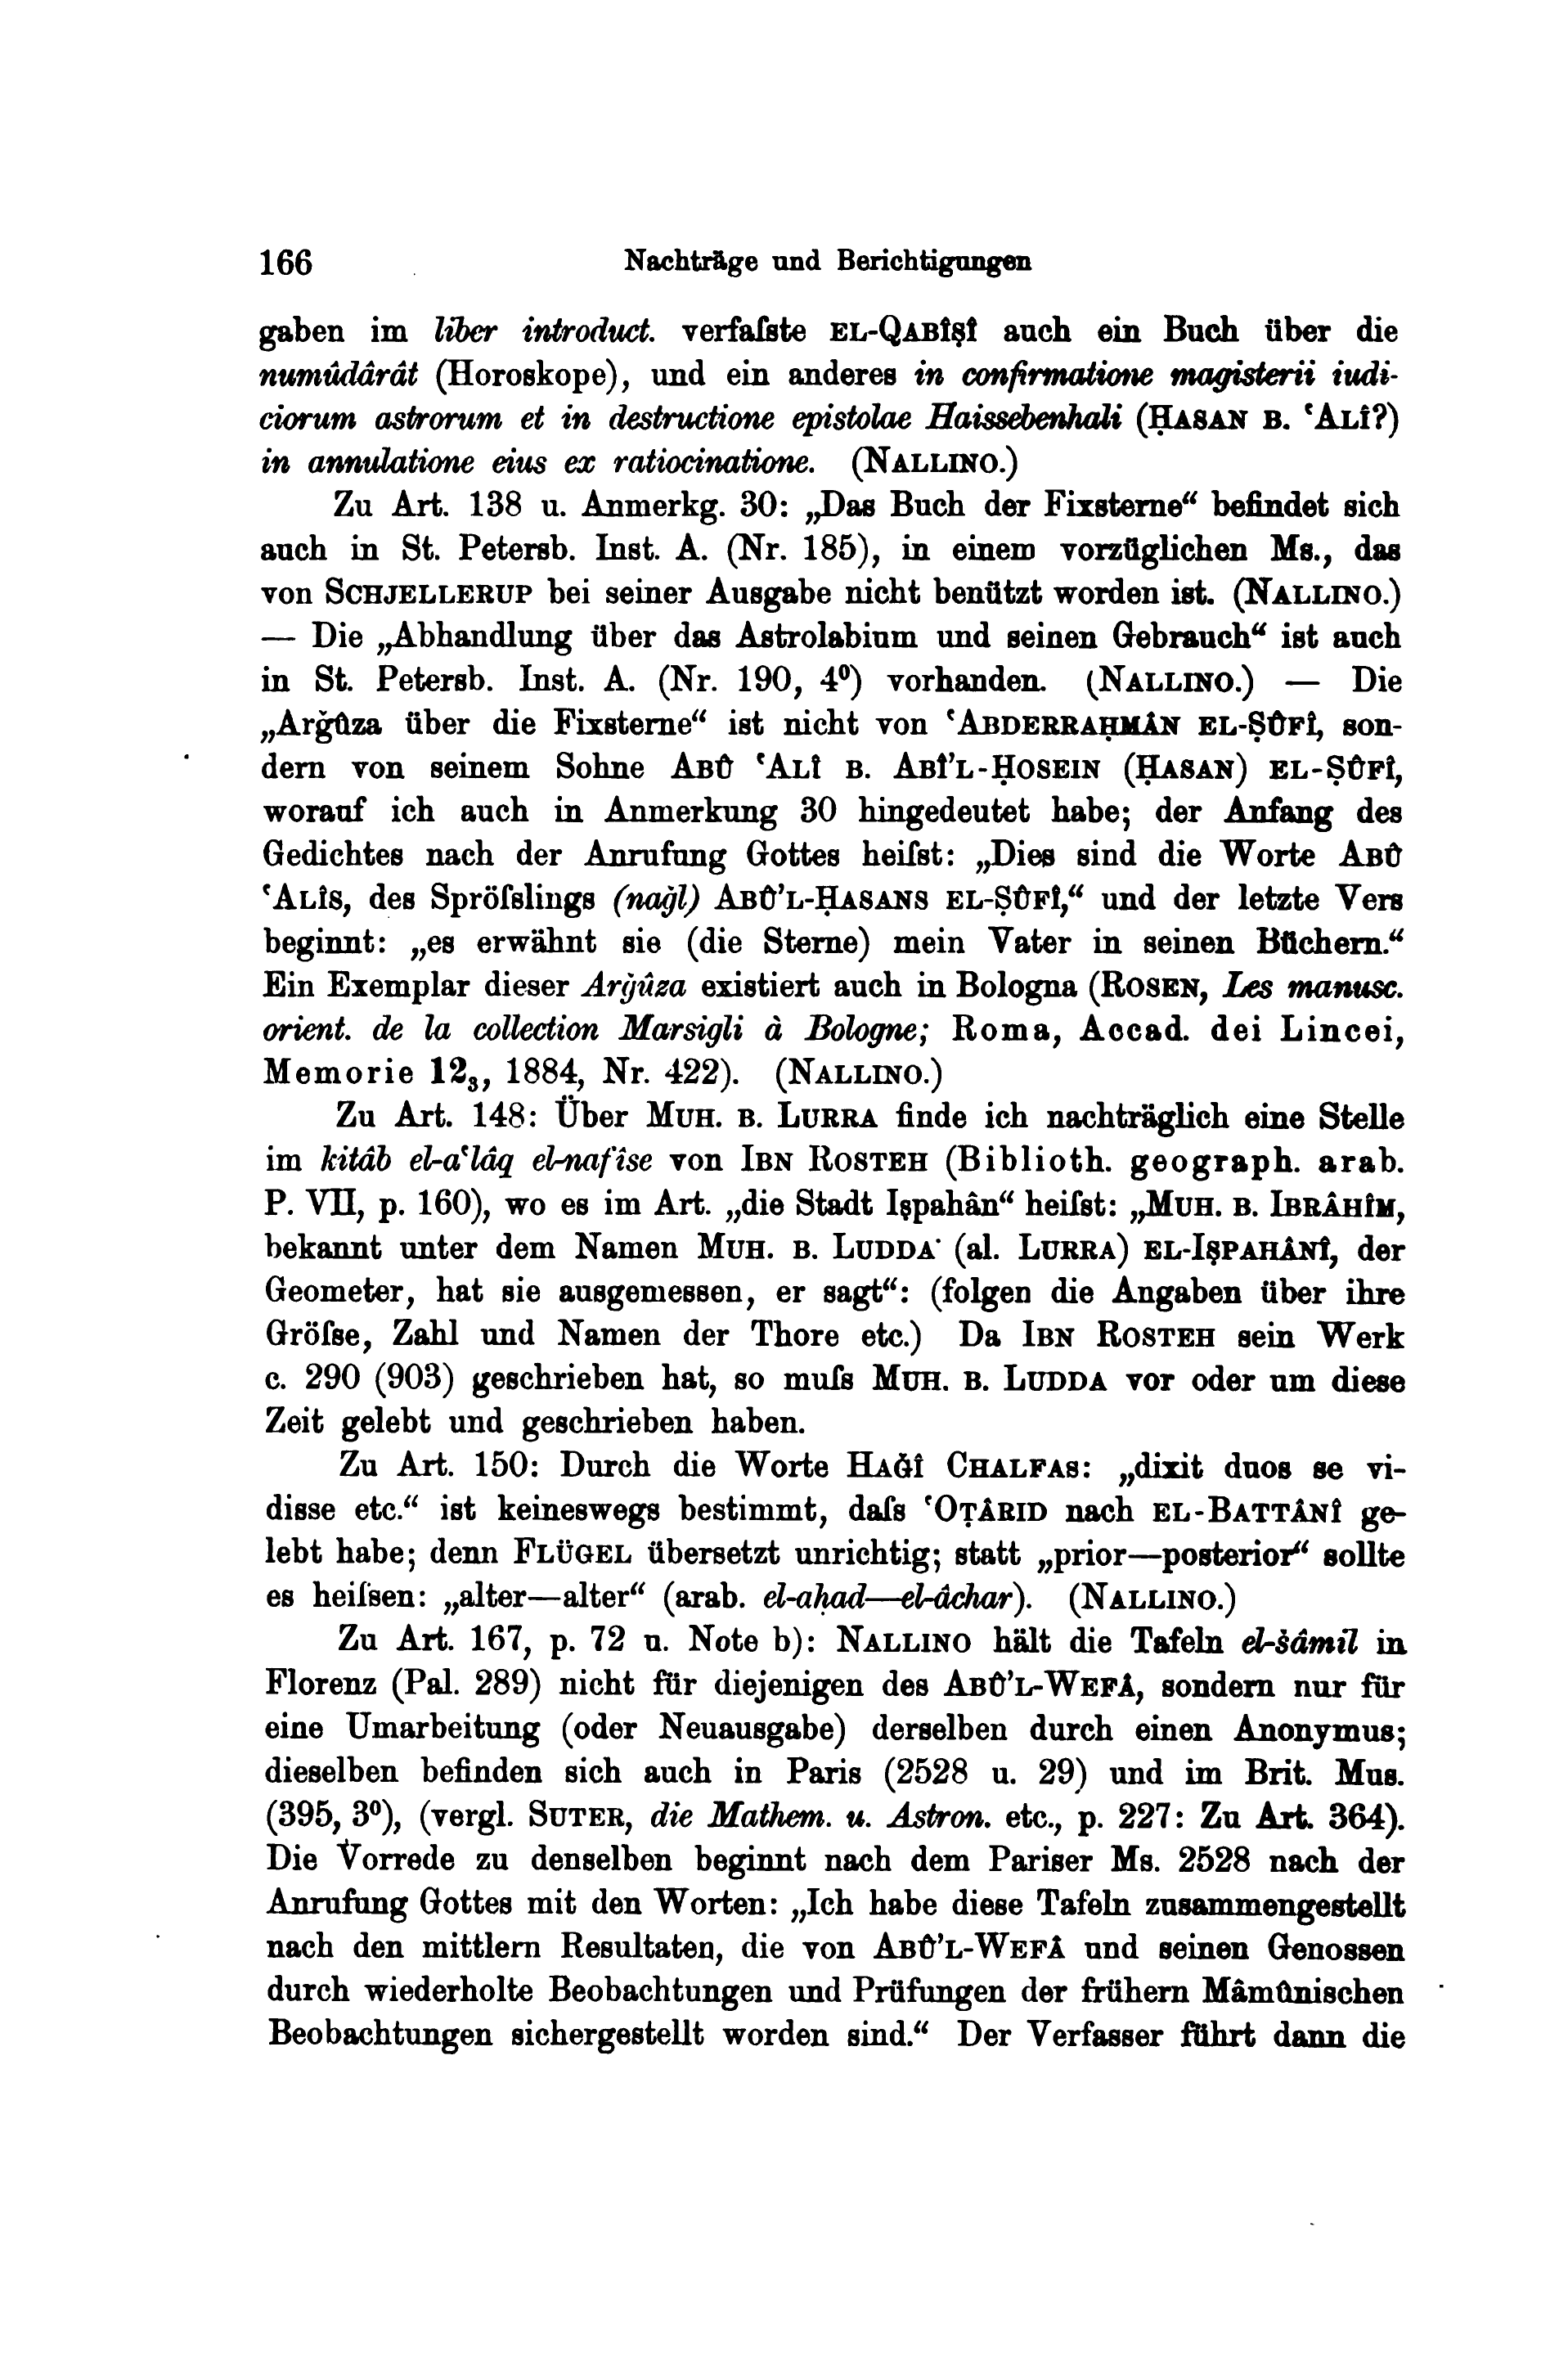 166 Nachträge und Berichtigungen
gaben im liber introduct. verfaſste EL-QABÎṢÎ auch ein Buch über die
numûdârât (Horoskope), und ein anderes in confirmatione magisterii iudi-
ciorum astrorum et in destructione epistolae Haissebenhali (ḤASAN B. ʿALÎ?)
in annulatione eius ex ratiocinatione. (NALLINO.)
Zu Art. 138 u. Anmerkg. 30: „Das Buch der Fixsterne“ befindet sich
auch in St. Petersb. Inst. A. (Nr. 185), in einem vorzüglichen Ms., das
von SCHJELLERUP bei seiner Ausgabe nicht benützt worden ist. (NALLINO.)
— Die „Abhandlung über das Astrolabium und seinen Gebrauch“ ist auch
in St. Petersb. Inst. A. (Nr. 190, 4⁰) vorhanden. (NALLINO.) — Die
„Arǧûza über die Fixsterne“ ist nicht von ʿABDERRAḤMÂN EL-ṢÛFÎ, son-
dern von seinem Sohne ABÛ ʿALÎ B. ABÎ’L-ḤOSEIN (ḤASAN) EL-ṢÛFÎ,
worauf ich auch in Anmerkung 30 hingedeutet habe; der Anfang des
Gedichtes nach der Anrufung Gottes heiſst: „Dies sind die Worte ABÛ
ʿALÎS, des Spröſslings (naǧl) ABÛ’L-ḤASANS EL-ṢÛFÎ,“ und der letzte Vers
beginnt: „es erwähnt sie (die Sterne) mein Vater in seinen Büchern.“
Ein Exemplar dieser Arǧûza existiert auch in Bologna (ROSEN, Les manusc.
orient. de la collection Marsigli à Bologne; Roma, Accad. dei Lincei,
Memorie 12₃, 1884, Nr. 422). (NALLINO.)
Zu Art. 148: Über MUH. B. LURRA finde ich nachträglich eine Stelle
im kitâb el-aʿlâq el-nafîse von IBN ROSTEH (Biblioth. geograph. arab.
P. VII, p. 160), wo es im Art. „die Stadt Iṣpahân“ heiſst: „MUH. B. IBRÂHÎM,
bekannt unter dem Namen MUH. B. LUDDA (al. LURRA) EL-IṢPAHÂNÎ, der
Geometer, hat sie ausgemessen, er sagt“: (folgen die Angaben über ihre
Gröſse, Zahl und Namen der Thore etc.) Da IBN ROSTEH sein Werk
c. 290 (903) geschrieben hat, so muſs MUH. B. LUDDA vor oder um diese
Zeit gelebt und geschrieben haben.
Zu Art. 150: Durch die Worte HAǦÎ CHALFAS: „dixit duos se vi-
disse etc.“ ist keineswegs bestimmt, daſs ʿOṬÂRID nach EL-BATTÂNÎ ge-
lebt habe; denn FLÜGEL übersetzt unrichtig; statt „prior—posterior“ sollte
es heiſsen: „alter—alter“ (arab. el-aḥad—el-âchar). (NALLINO.)
Zu Art. 167, p. 72 u. Note b): NALLINO hält die Tafeln el-šâmil in
Florenz (Pal. 289) nicht für diejenigen des ABÛ’L-WEFÂ, sondern nur für
eine Umarbeitung (oder Neuausgabe) derselben durch einen Anonymus;
dieselben befinden sich auch in Paris (2528 u. 29) und im Brit. Mus.
(395, 3⁰), (vergl. SUTER, die Mathem. u. Astron. etc., p. 227: Zu Art. 364).
Die Vorrede zu denselben beginnt nach dem Pariser Ms. 2528 nach der
Anrufung Gottes mit den Worten: „Ich habe diese Tafeln zusammengestellt
nach den mittlern Resultaten, die von ABÛ’L-WEFÂ und seinen Genossen
durch wiederholte Beobachtungen und Prüfungen der frühern Mâmûnischen
Beobachtungen sichergestellt worden sind.“ Der Verfasser führt dann die